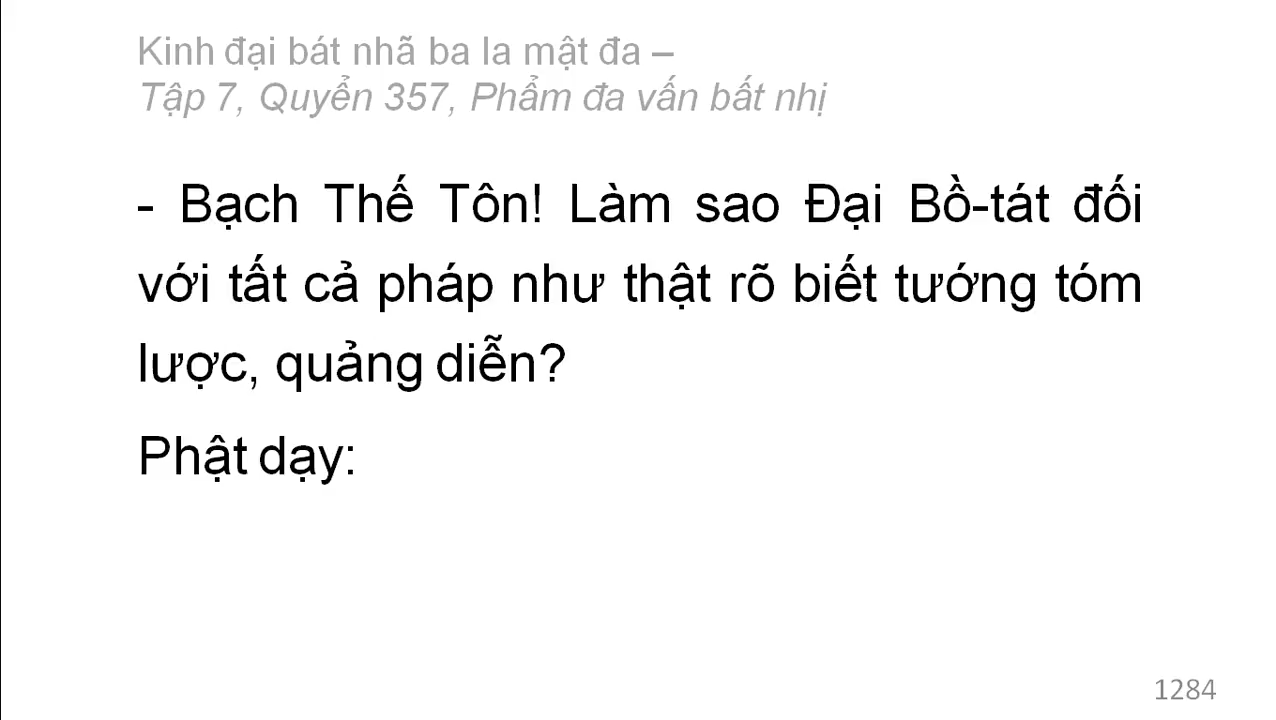 Kinh đại bát nhã ba la mật đa –
Tập 7, Quyển 357, Phẩm đa vấn bất nhị
- Bạch Thế Tôn! Làm sao Đại Bồ-tát đối
với tất cả pháp như thật rõ biết tướng tóm
lược, quảng diễn?
Phật dạy:
1284